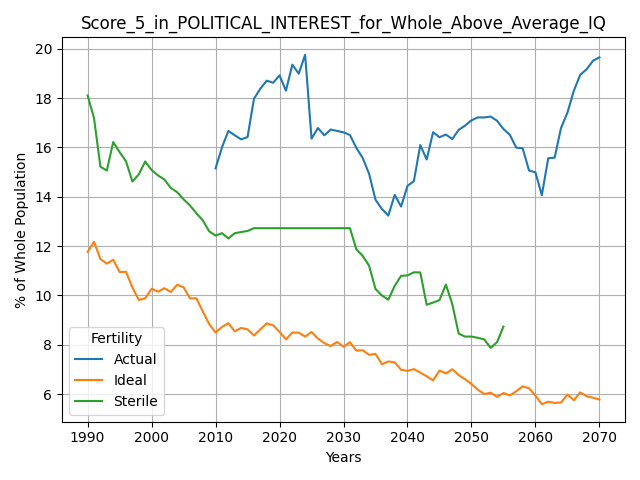 Score_5_in_POLITICAL_INTEREST_for_Whole_Above_Average_IQ
20
18
16
14
12
10
8
6
% of Whole Population
Fertility
Actual
Ideal
Sterile
1990 2000 2010 2020 2030 2040 2050 2060 2070
Years